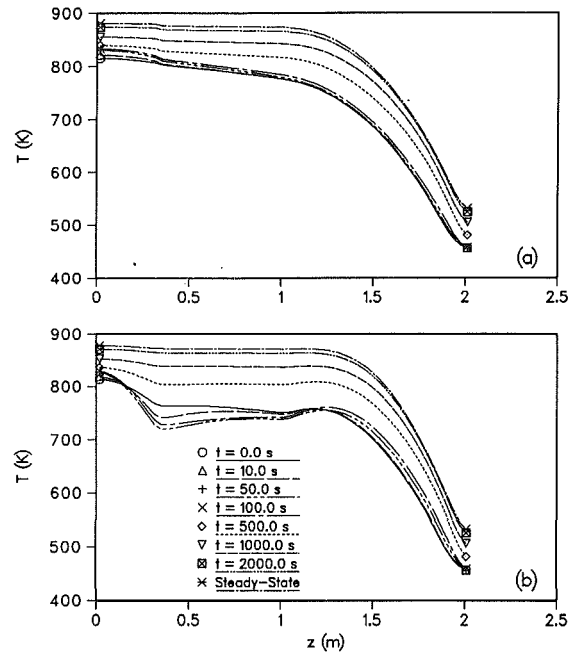 900
800
700
600
500
400
T (K)
(a)
0
0.5
1
1.5
2
2.5
900
800
700
600
500
400
T (K)
t = 0.0 s
t = 10.0 s
t = 50.0 s
t = 100.0 s
t = 500.0 s
t = 1000.0 s
t = 2000.0 s
Steady-State
(b)
0
0.5
1
1.5
2
2.5
z (m)